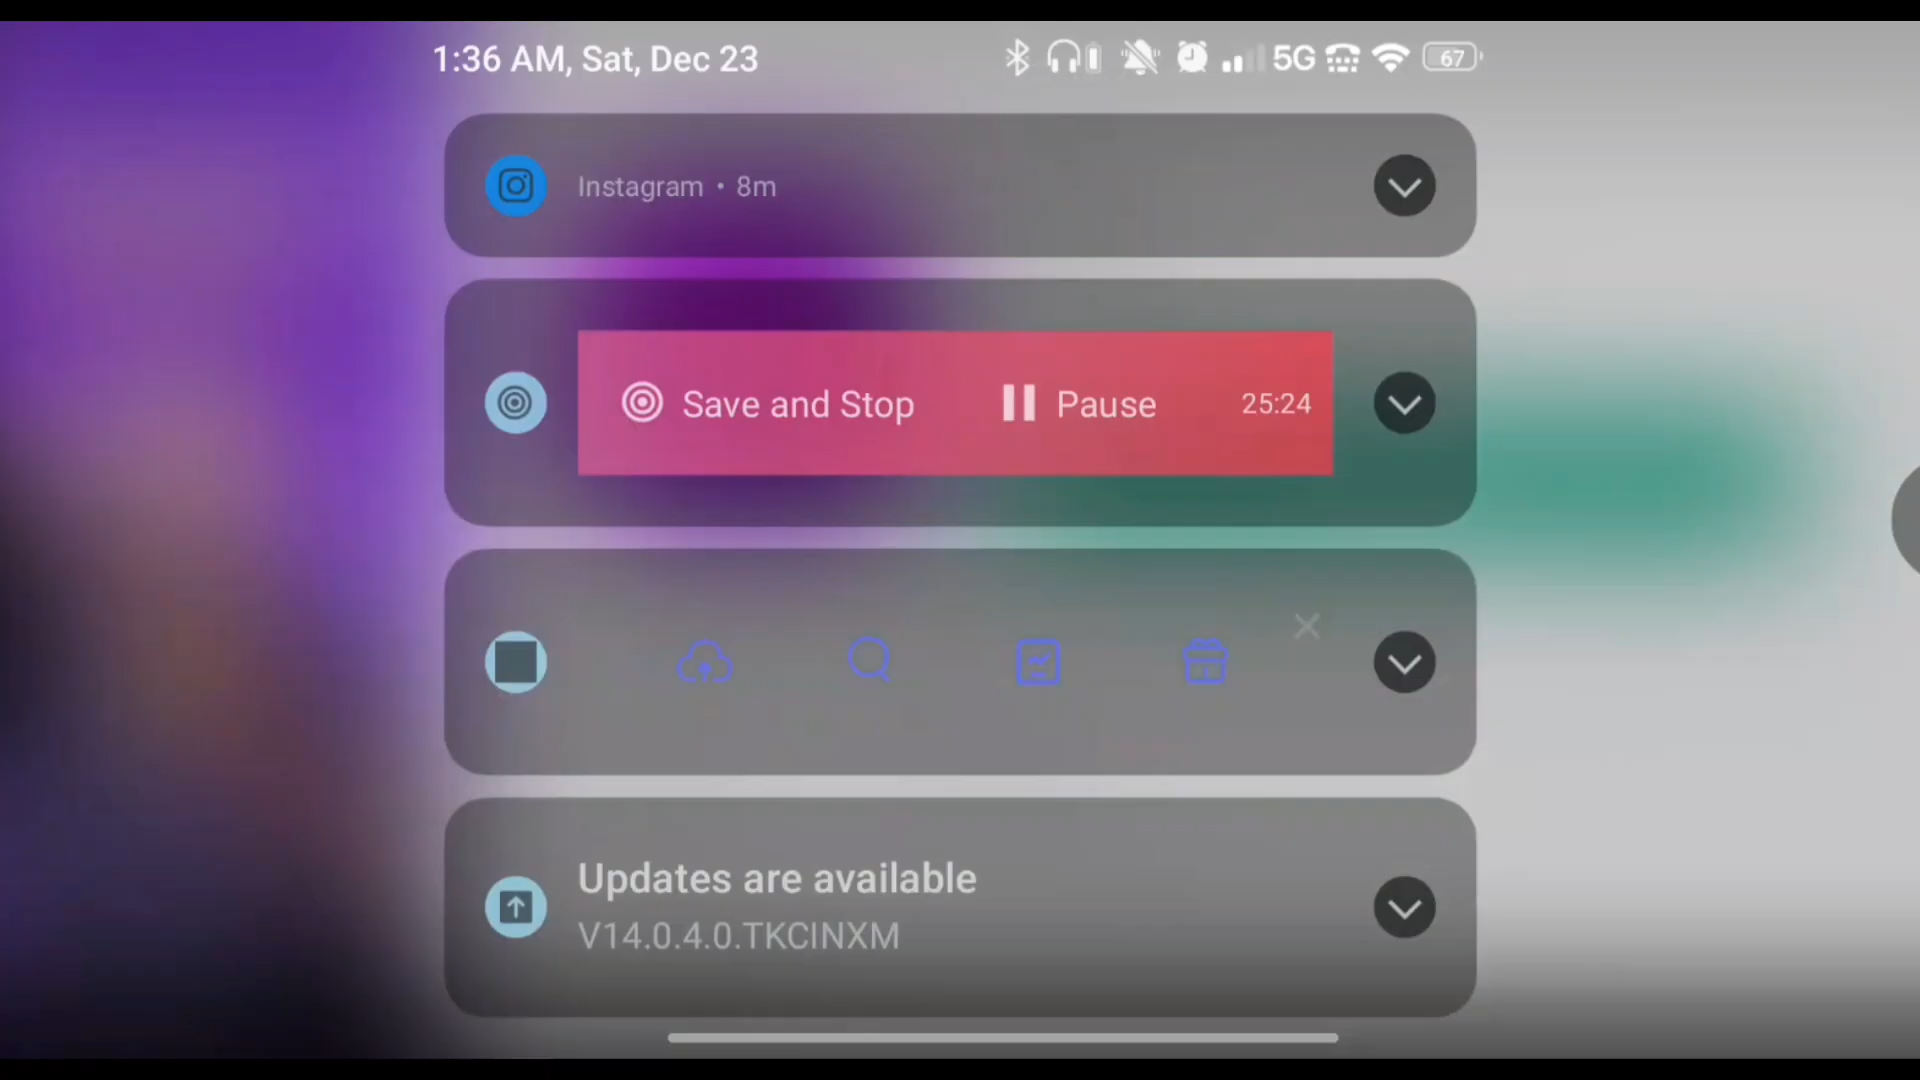 1:36 AM, Sat, Dec 23
5G
67
Instagram • 8m
Save and Stop
Pause
25:24
Updates are available
V14.0.4.0.TKCINXM